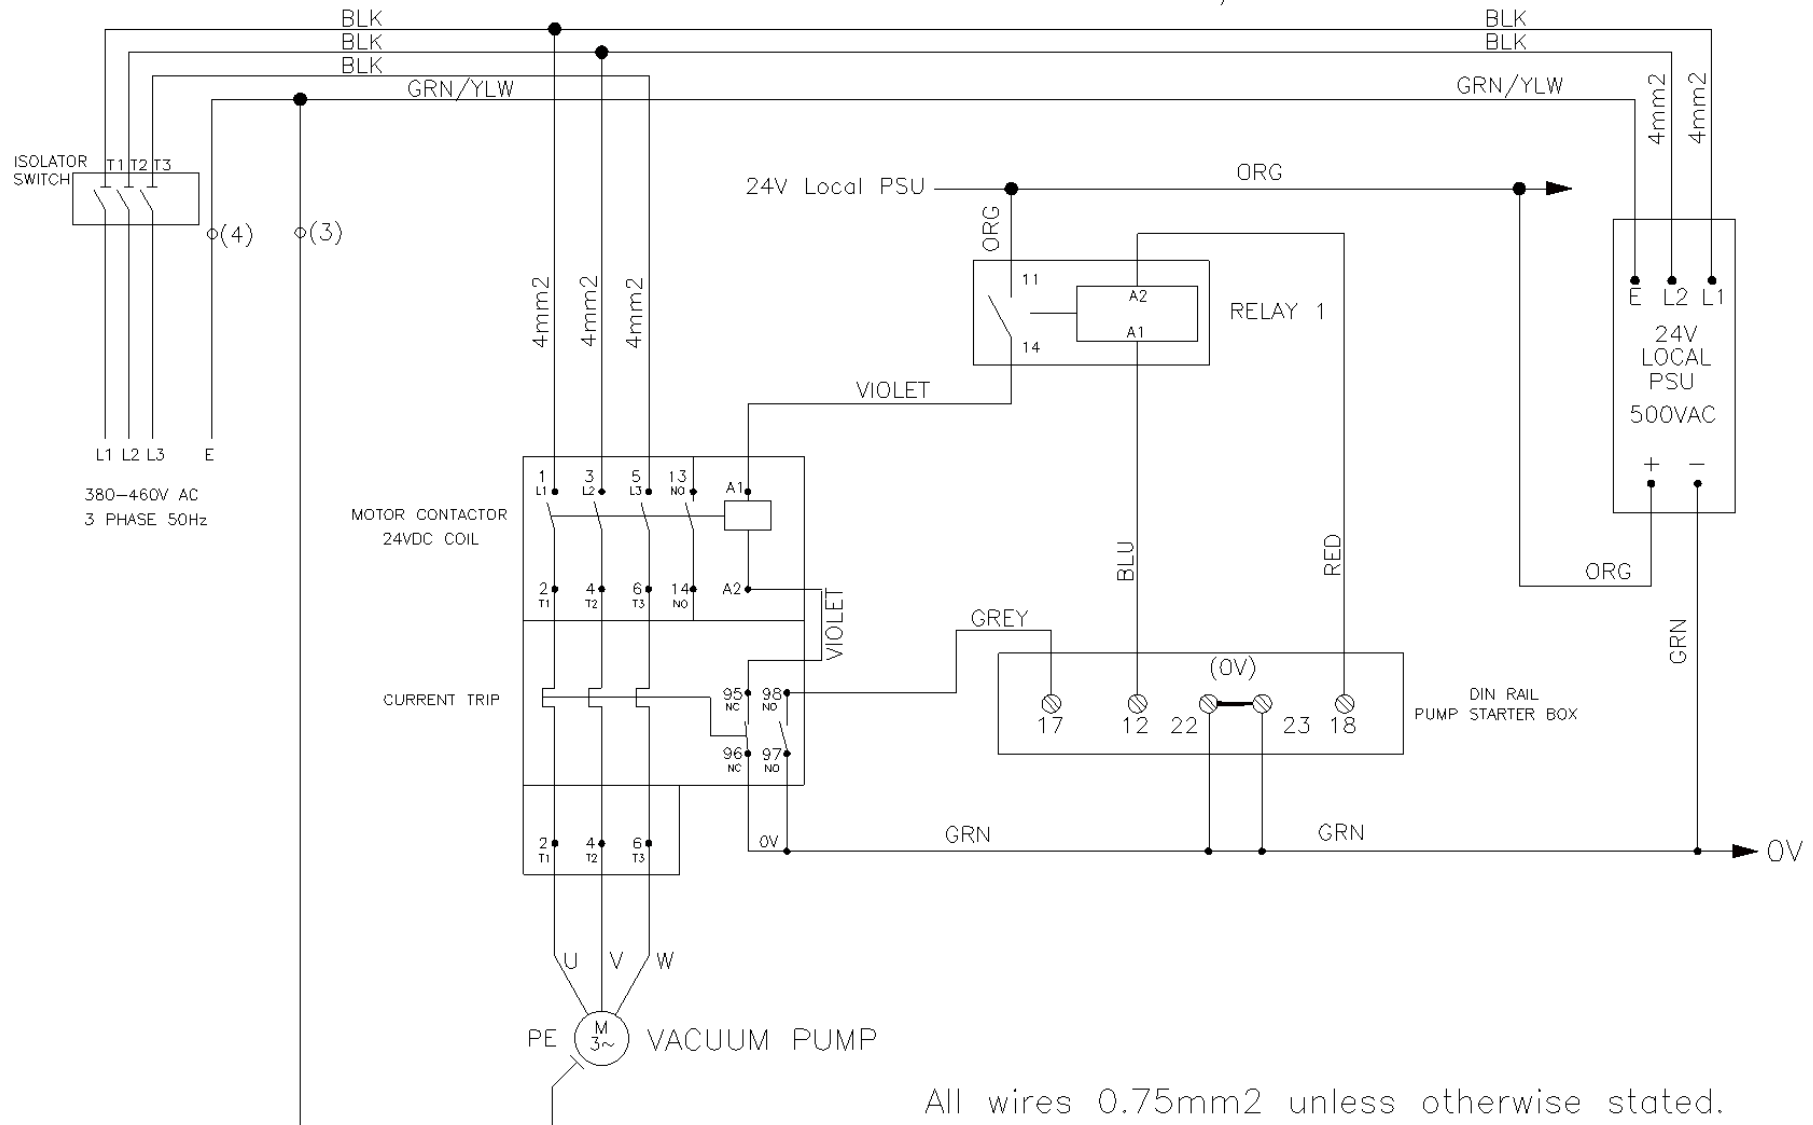 BLK
BLK
BLK
BLK
BLK
GRN/YLW
GRN/YLW
4mm2
4mm2
ISOLATOR
SWITCH
T1 T2 T3
(4)
(3)
24V Local PSU
ORG
ORG
11
14
A2
A1
RELAY 1
E L2 L1
24V
LOCAL
PSU
500VAC
+ –
4mm2
4mm2
4mm2
VIOLET
L1 L2 L3 E
380–460V AC
3 PHASE 50Hz
1 3 5 13
L1 L2 L3 NO
A1
MOTOR CONTACTOR
24VDC COIL
2 4 6 14 A2
T1 T2 T3 NO
VIOLET
BLU
RED
ORG
GRN
GREY
CURRENT TRIP
95 98
NC NO
96 97
NC NO
(0V)
17 12 22 23 18
DIN RAIL
PUMP STARTER BOX
2 4 6
T1 T2 T3
0V
GRN
GRN
0V
U V W
PE
M
3~
VACUUM PUMP
All wires 0.75mm2 unless otherwise stated.